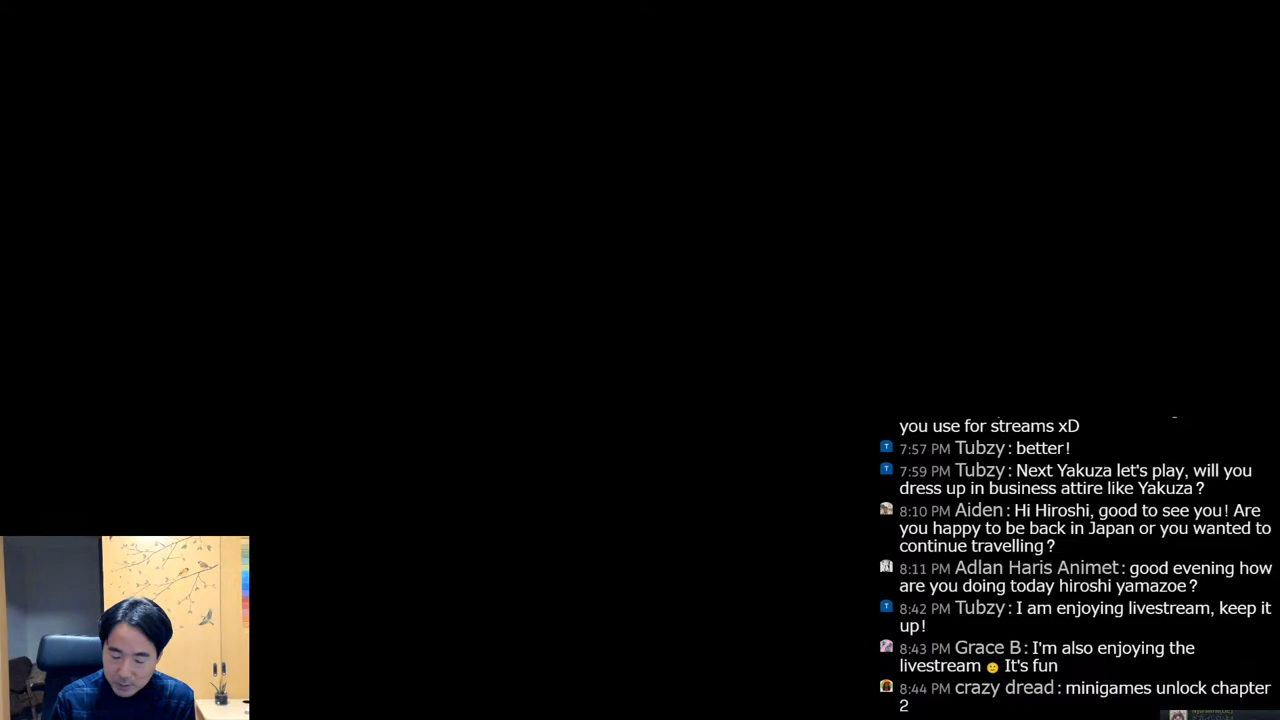 you use for streams xD
T 7:57 PM Tubzy: better!
T 7:59 PM Tubzy: Next Yakuza let's play, will you
dress up in business attire like Yakuza?
8:10 PM Aiden: Hi Hiroshi, good to see you! Are
you happy to be back in Japan or you wanted to
continue travelling?
8:11 PM Adlan Haris Animet: good evening how
are you doing today hiroshi yamazoe?
T 8:42 PM Tubzy: I am enjoying livestream, keep it
up!
8:43 PM Grace B: I'm also enjoying the
livestream 🙂 It's fun
8:44 PM crazy dread: minigames unlock chapter
2